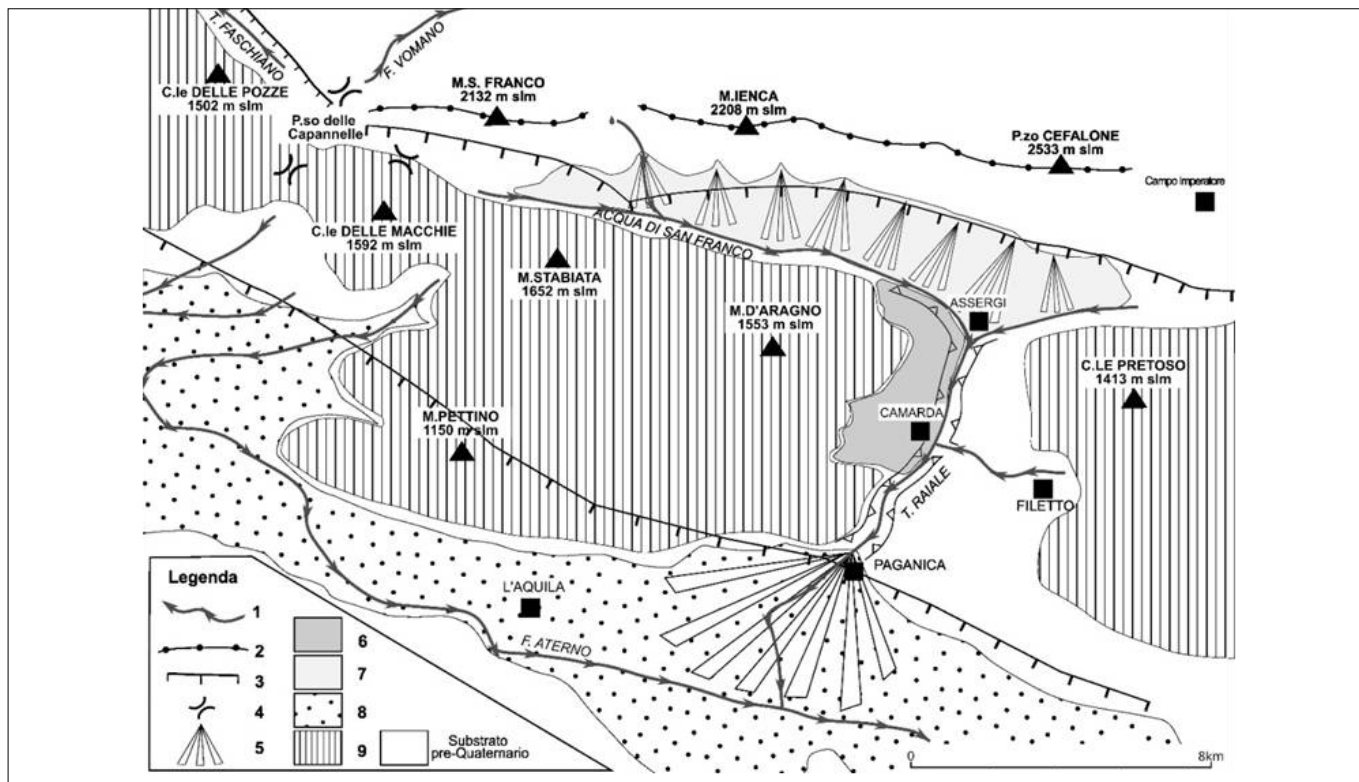 T. FASCHIANO
F. VOMANO
C.le DELLE POZZE
1502 m slm
M.S. FRANCO
2132 m slm
M.IENCA
2208 m slm
P.zo CEFALONE
2533 m slm
P.so delle
Capannelle
Campo Imperatore
C.le DELLE MACCHIE
1592 m slm
ACQUA DI SAN FRANCO
M.STABIATA
1652 m slm
M.D'ARAGNO
1553 m slm
ASSERGI
C.LE PRETOSO
1413 m slm
M.PETTINO
1150 m slm
CAMARDA
T. RAIALE
FILETTO
PAGANICA
L'AQUILA
F. ATERNO
Legenda
1
2
3
4
5
6
7
8
9
Substrato
pre-Quaternario
0
8km